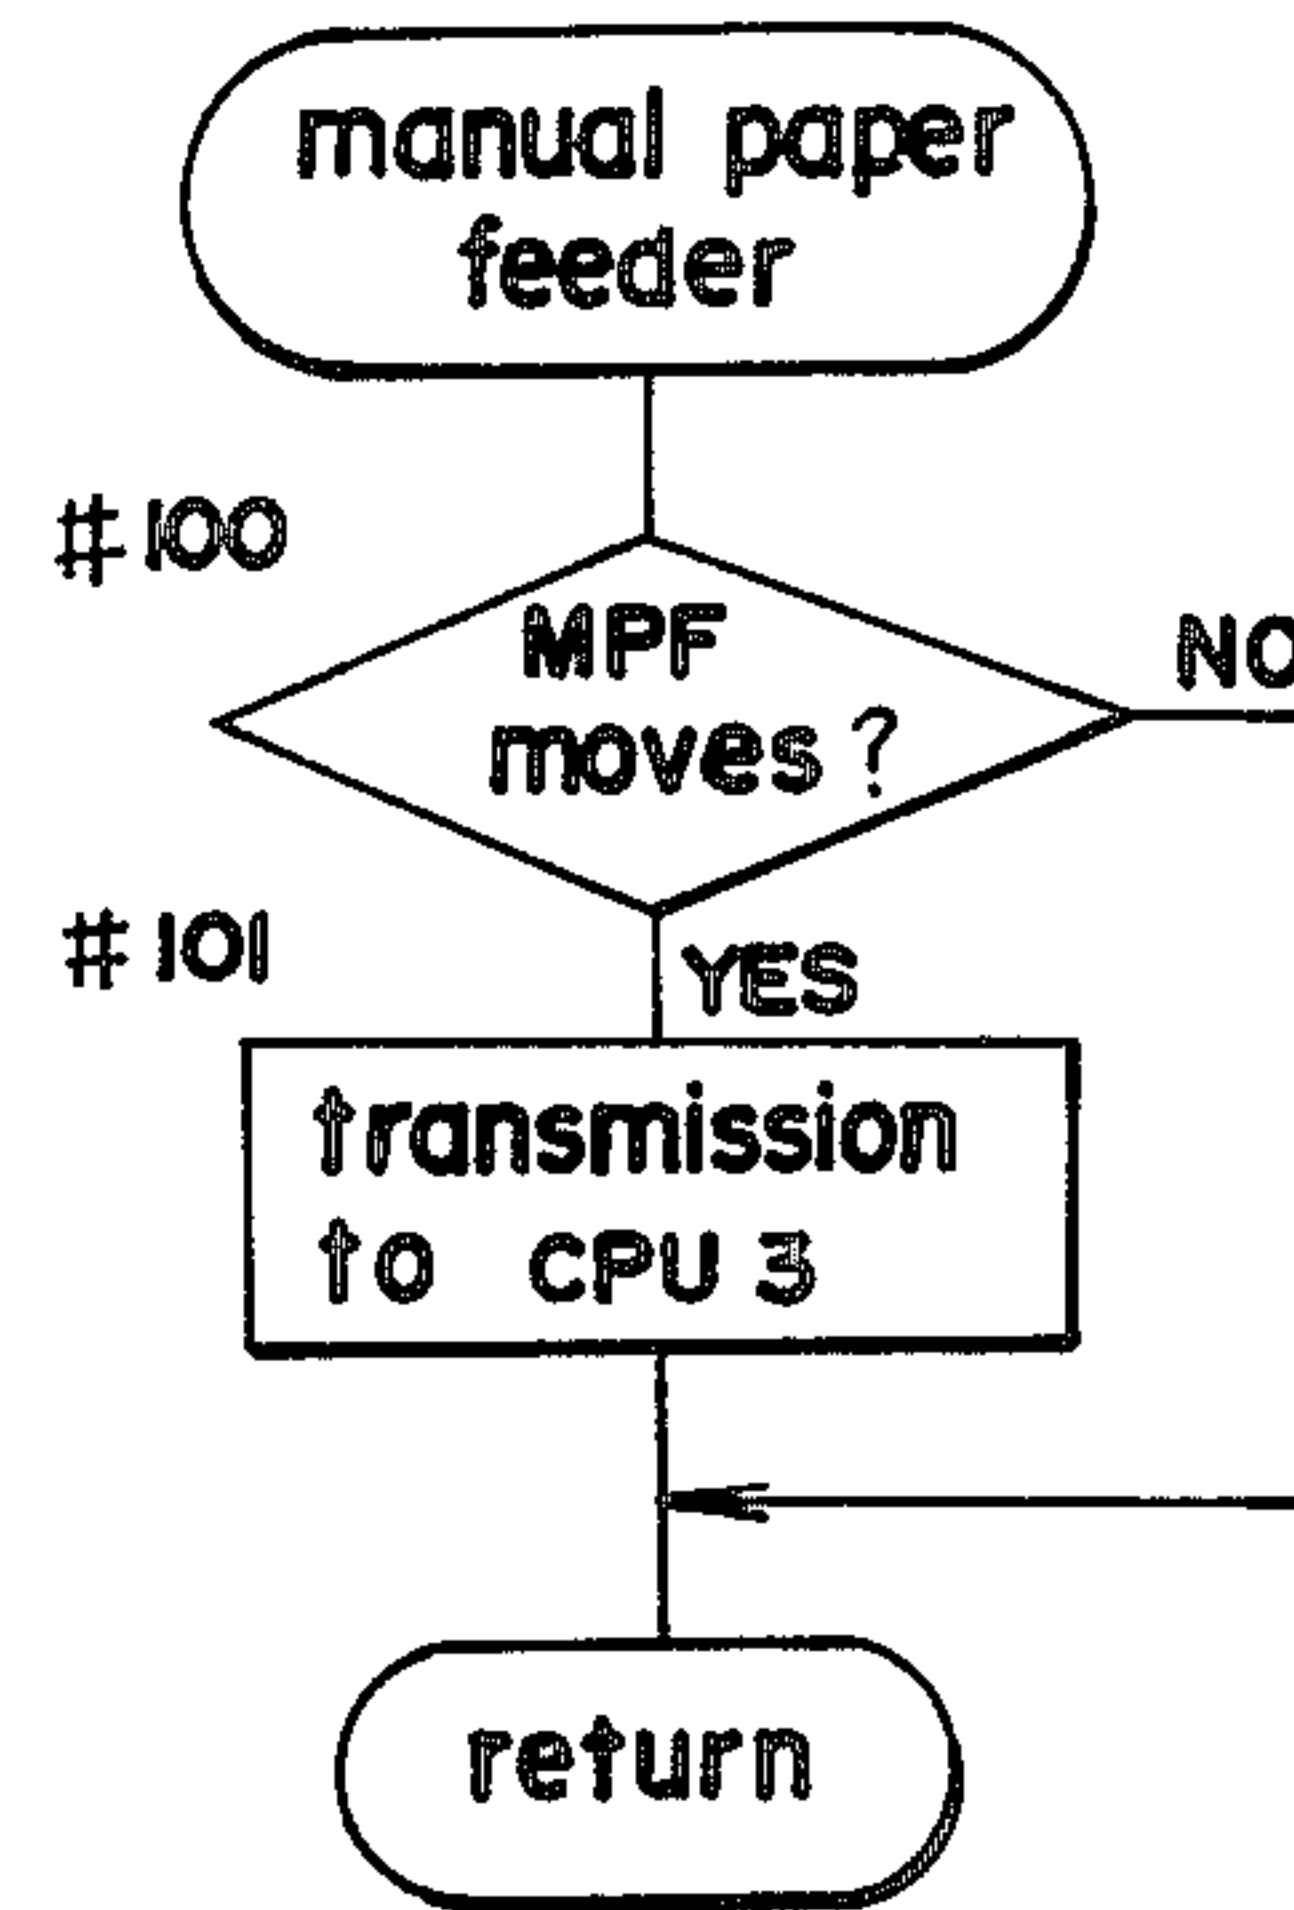 manual paper
feeder
#100
MPF
moves?
NO
#101
YES
transmission
to CPU 3
return